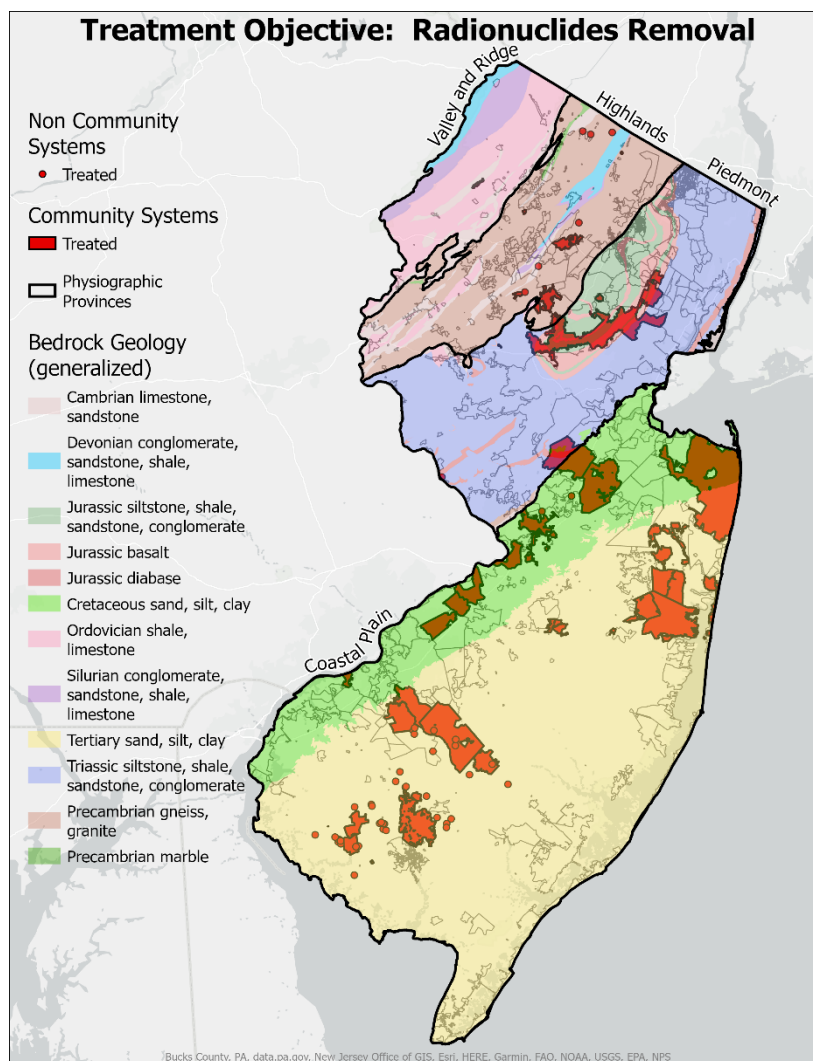 Treatment Objective:  Radionuclides Removal
Valley and Ridge
Highlands
Piedmont
Coastal Plain
Non Community
Systems
Treated
Community Systems
Treated
Physiographic
Provinces
Bedrock Geology
(generalized)
Cambrian limestone,
sandstone
Devonian conglomerate,
sandstone, shale,
limestone
Jurassic siltstone, shale,
sandstone, conglomerate
Jurassic basalt
Jurassic diabase
Cretaceous sand, silt, clay
Ordovician shale,
limestone
Silurian conglomerate,
sandstone, shale,
limestone
Tertiary sand, silt, clay
Triassic siltstone, shale,
sandstone, conglomerate
Precambrian gneiss,
granite
Precambrian marble
Bucks County, PA, data.pa.gov, New Jersey Office of GIS, Esri, HERE, Garmin, FAO, NOAA, USGS, EPA, NPS